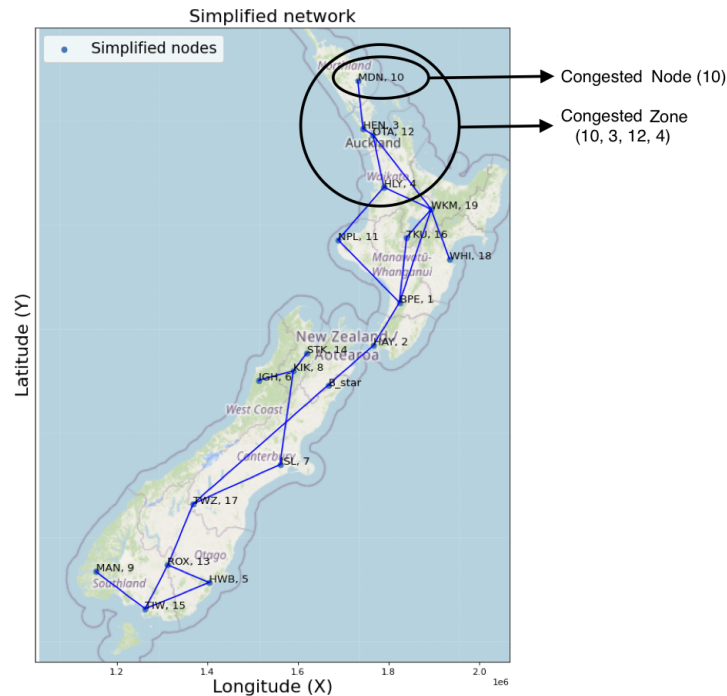 Simplified network
Simplified nodes
Northland
MDN, 10
Congested Node (10)
HEN, 3
OTA, 12
Auckland
Congested Zone
(10, 3, 12, 4)
Waikato
HLY, 4
WKM, 19
NPL, 11
TKU, 16
Manawatū-
Whanganui
WHI, 18
BPE, 1
New Zealand /
Aotearoa
HAY, 2
STK, 14
KIK, 8
IGH, 6
B_star
West Coast
Canterbury
ISL, 7
TWZ, 17
Otago
ROX, 13
MAN, 9
HWB, 5
Southland
TIW, 15
Latitude (Y)
1.2
1.4
1.6
1.8
2.0
1e6
Longitude (X)